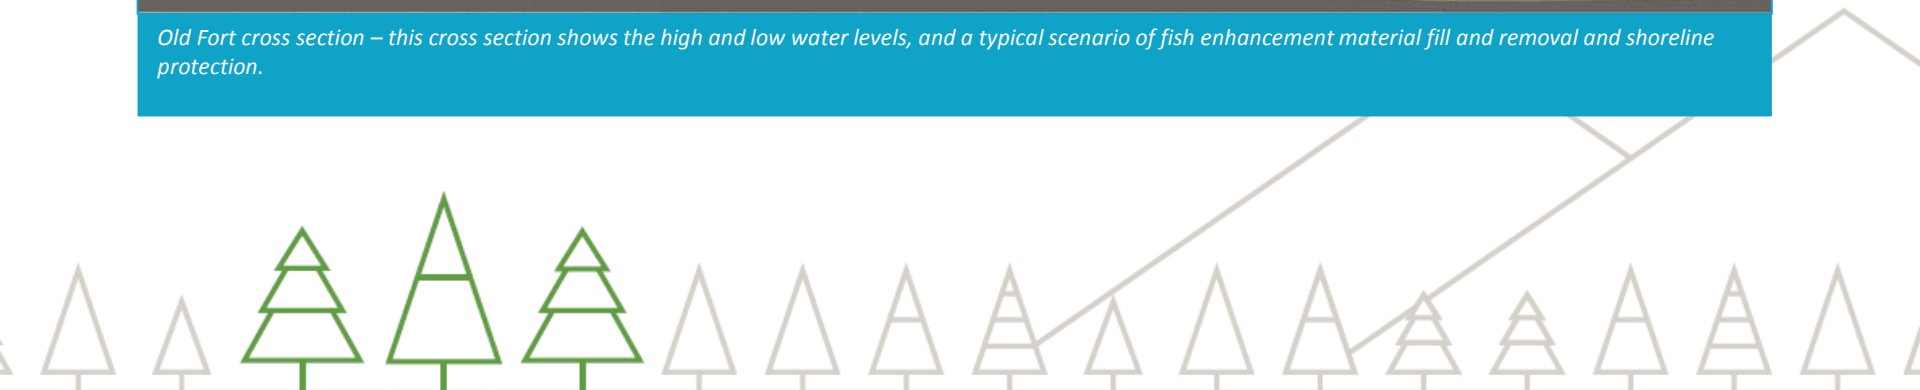 Old Fort cross section – this cross section shows the high and low water levels, and a typical scenario of fish enhancement material fill and removal and shoreline
protection.